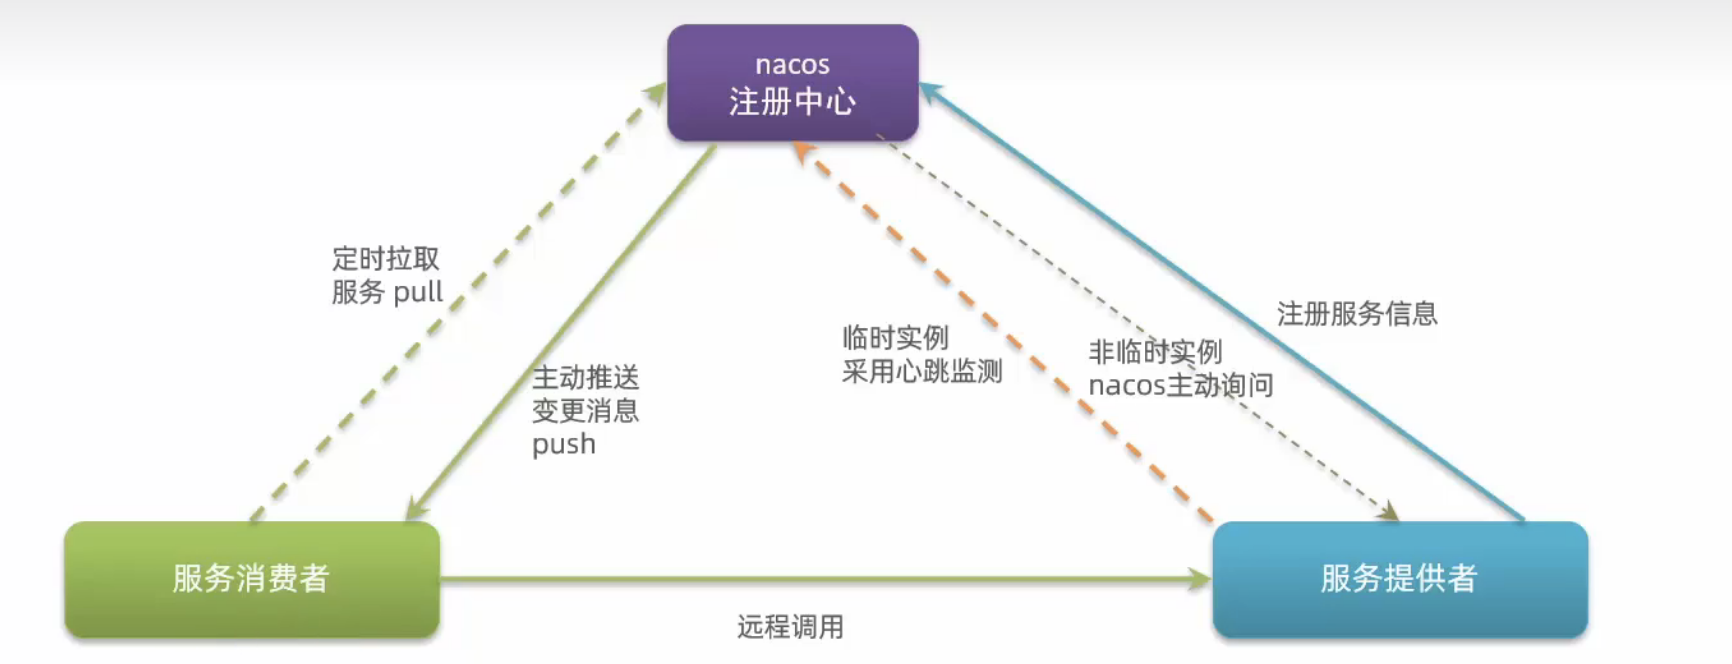 nacos
注册中心
定时拉取
服务 pull
主动推送
变更消息
push
临时实例
采用心跳监测
非临时实例
nacos主动询问
注册服务信息
服务消费者
远程调用
服务提供者